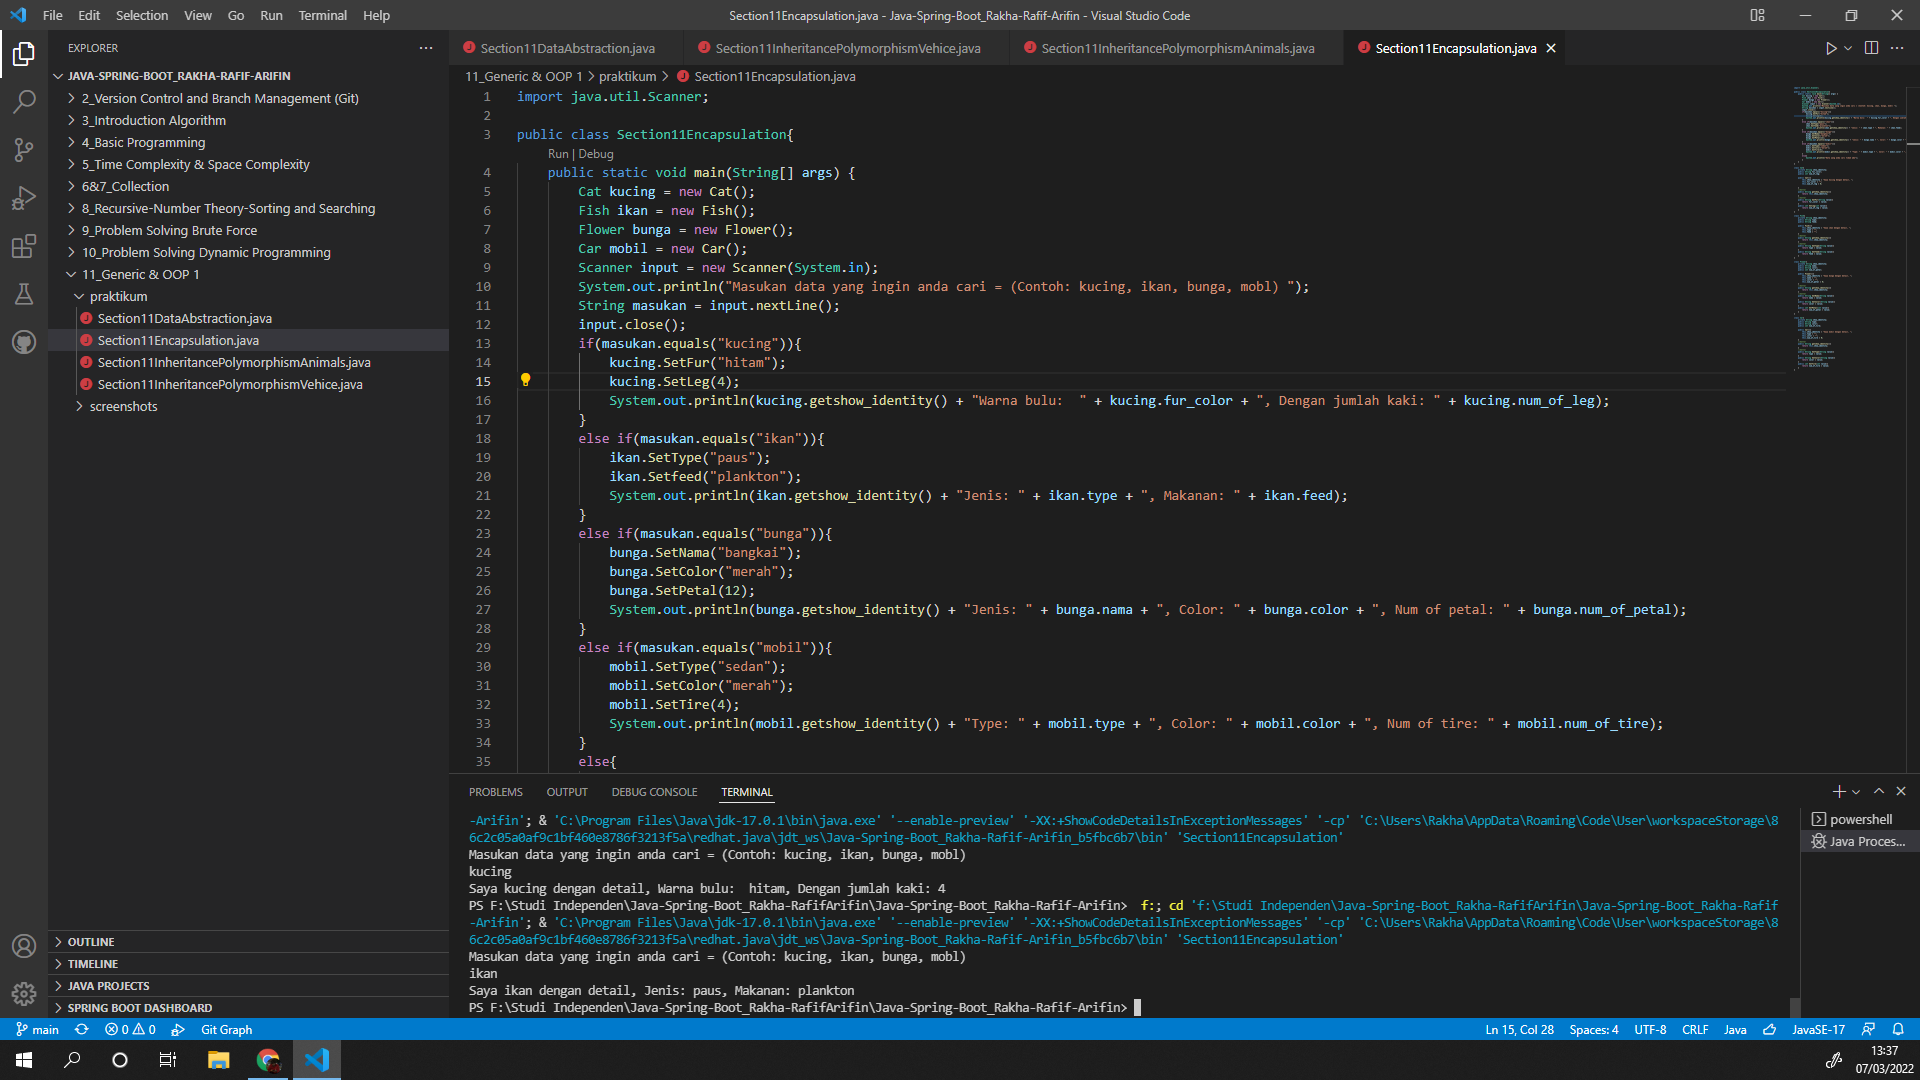 File Edit Selection View Go Run Terminal Help
Section11Encapsulation.java - Java-Spring-Boot_Rakha-Rafif-Arifin - Visual Studio Code
EXPLORER
JAVA-SPRING-BOOT_RAKHA-RAFIF-ARIFIN
2_Version Control and Branch Management (Git)
3_Introduction Algorithm
4_Basic Programming
5_Time Complexity & Space Complexity
6&7_Collection
8_Recursive-Number Theory-Sorting and Searching
9_Problem Solving Brute Force
10_Problem Solving Dynamic Programming
11_Generic & OOP 1
praktikum
Section11DataAbstraction.java
Section11Encapsulation.java
Section11InheritancePolymorphismAnimals.java
Section11InheritancePolymorphismVehice.java
screenshots
OUTLINE
TIMELINE
JAVA PROJECTS
SPRING BOOT DASHBOARD
Section11DataAbstraction.java Section11InheritancePolymorphismVehice.java Section11InheritancePolymorphismAnimals.java Section11Encapsulation.java
11_Generic & OOP 1 > praktikum > Section11Encapsulation.java
1 import java.util.Scanner;
2
3 public class Section11Encapsulation{
Run | Debug
4 public static void main(String[] args) {
5 Cat kucing = new Cat();
6 Fish ikan = new Fish();
7 Flower bunga = new Flower();
8 Car mobil = new Car();
9 Scanner input = new Scanner(System.in);
10 System.out.println("Masukan data yang ingin anda cari = (Contoh: kucing, ikan, bunga, mobl) ");
11 String masukan = input.nextLine();
12 input.close();
13 if(masukan.equals("kucing")){
14 kucing.SetFur("hitam");
15 kucing.SetLeg(4);
16 System.out.println(kucing.getshow_identity() + "Warna bulu:  " + kucing.fur_color + ", Dengan jumlah kaki: " + kucing.num_of_leg);
17 }
18 else if(masukan.equals("ikan")){
19 ikan.SetType("paus");
20 ikan.Setfeed("plankton");
21 System.out.println(ikan.getshow_identity() + "Jenis: " + ikan.type + ", Makanan: " + ikan.feed);
22 }
23 else if(masukan.equals("bunga")){
24 bunga.SetNama("bangkai");
25 bunga.SetColor("merah");
26 bunga.SetPetal(12);
27 System.out.println(bunga.getshow_identity() + "Jenis: " + bunga.nama + ", Color: " + bunga.color + ", Num of petal: " + bunga.num_of_petal);
28 }
29 else if(masukan.equals("mobil")){
30 mobil.SetType("sedan");
31 mobil.SetColor("merah");
32 mobil.SetTire(4);
33 System.out.println(mobil.getshow_identity() + "Type: " + mobil.type + ", Color: " + mobil.color + ", Num of tire: " + mobil.num_of_tire);
34 }
35 else{
PROBLEMS OUTPUT DEBUG CONSOLE TERMINAL
-Arifin'; & 'C:\Program Files\Java\jdk-17.0.1\bin\java.exe' '--enable-preview' '-XX:+ShowCodeDetailsInExceptionMessages' '-cp' 'C:\Users\Rakha\AppData\Roaming\Code\User\workspaceStorage\8
6c2c05a0af9c1bf460e8786f3213f5a\redhat.java\jdt_ws\Java-Spring-Boot_Rakha-Rafif-Arifin_b5fbc6b7\bin' 'Section11Encapsulation'
Masukan data yang ingin anda cari = (Contoh: kucing, ikan, bunga, mobl)
kucing
Saya kucing dengan detail, Warna bulu:  hitam, Dengan jumlah kaki: 4
PS F:\Studi Independen\Java-Spring-Boot_Rakha-RafifArifin\Java-Spring-Boot_Rakha-Rafif-Arifin>  f:; cd 'f:\Studi Independen\Java-Spring-Boot_Rakha-RafifArifin\Java-Spring-Boot_Rakha-Rafif
-Arifin'; & 'C:\Program Files\Java\jdk-17.0.1\bin\java.exe' '--enable-preview' '-XX:+ShowCodeDetailsInExceptionMessages' '-cp' 'C:\Users\Rakha\AppData\Roaming\Code\User\workspaceStorage\8
6c2c05a0af9c1bf460e8786f3213f5a\redhat.java\jdt_ws\Java-Spring-Boot_Rakha-Rafif-Arifin_b5fbc6b7\bin' 'Section11Encapsulation'
Masukan data yang ingin anda cari = (Contoh: kucing, ikan, bunga, mobl)
ikan
Saya ikan dengan detail, Jenis: paus, Makanan: plankton
PS F:\Studi Independen\Java-Spring-Boot_Rakha-RafifArifin\Java-Spring-Boot_Rakha-Rafif-Arifin>
powershell
Java Proces...
main 0 0 Git Graph
Ln 15, Col 28 Spaces: 4 UTF-8 CRLF Java JavaSE-17
13:37
07/03/2022